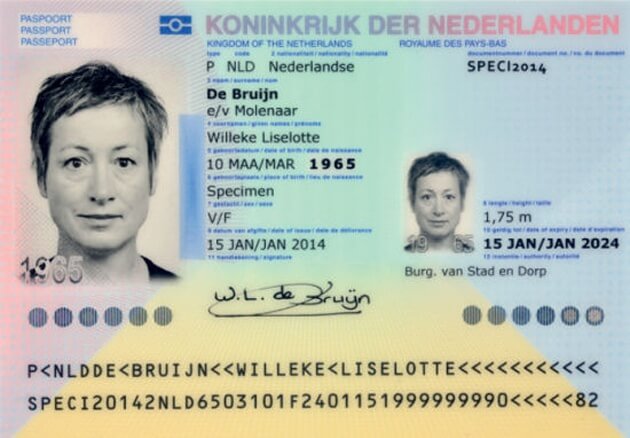 PASPOORT
PASSPORT
PASSEPORT
KONINKRIJK DER NEDERLANDEN
KINGDOM OF THE NETHERLANDS ROYAUME DES PAYS-BAS
type code 2 nationaliteit / nationality / nationalité documentnummer / document no. / no. du document
P NLD Nederlandse SPECI2014
3 naam / surname / nom
De Bruijn
e/v Molenaar
4 voornamen / given names / prénoms
Willeke Liselotte
5 geboortedatum / date of birth / date de naissance
10 MAA/MAR 1965
6 geboorteplaats / place of birth / lieu de naissance
Specimen
7 geslacht / sex / sexe 8 lengte / height / taille
V/F 1,75 m
9 datum van afgifte / date of issue / date de délivrance 10 geldig tot / date of expiry / date d'expiration
15 JAN/JAN 2014 15 JAN/JAN 2024
11 handtekening / signature 12 instantie / authority / autorité
Burg. van Stad en Dorp
1965
19 65
W.L. de Bruijn
P<NLDDE<BRUIJN<<WILLEKE<LISELOTTE<<<<<<<<<<<
SPECI20142NLD6503101F2401151999999990<<<<<82